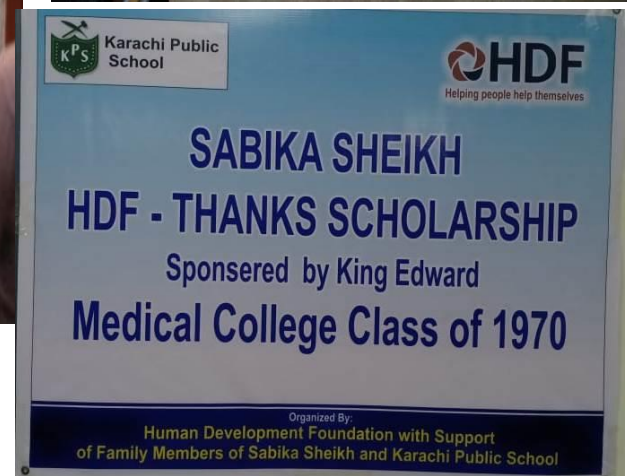 KPS
Karachi Public
School
HDF
Helping people help themselves
SABIKA SHEIKH
HDF - THANKS SCHOLARSHIP
Sponsered by King Edward
Medical College Class of 1970
Organized By:
Human Development Foundation with Support
of Family Members of Sabika Sheikh and Karachi Public School